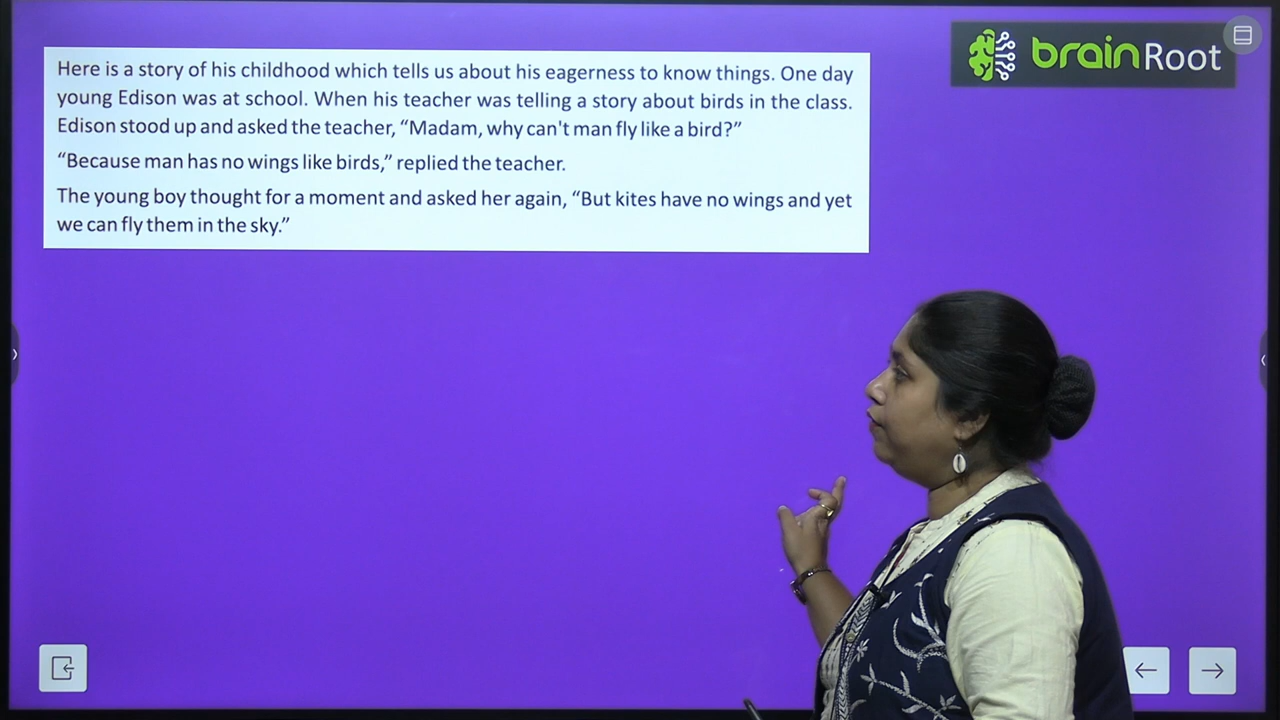 brainRoot
Here is a story of his childhood which tells us about his eagerness to know things. One day
young Edison was at school. When his teacher was telling a story about birds in the class.
Edison stood up and asked the teacher, “Madam, why can't man fly like a bird?”
“Because man has no wings like birds,” replied the teacher.
The young boy thought for a moment and asked her again, “But kites have no wings and yet
we can fly them in the sky.”